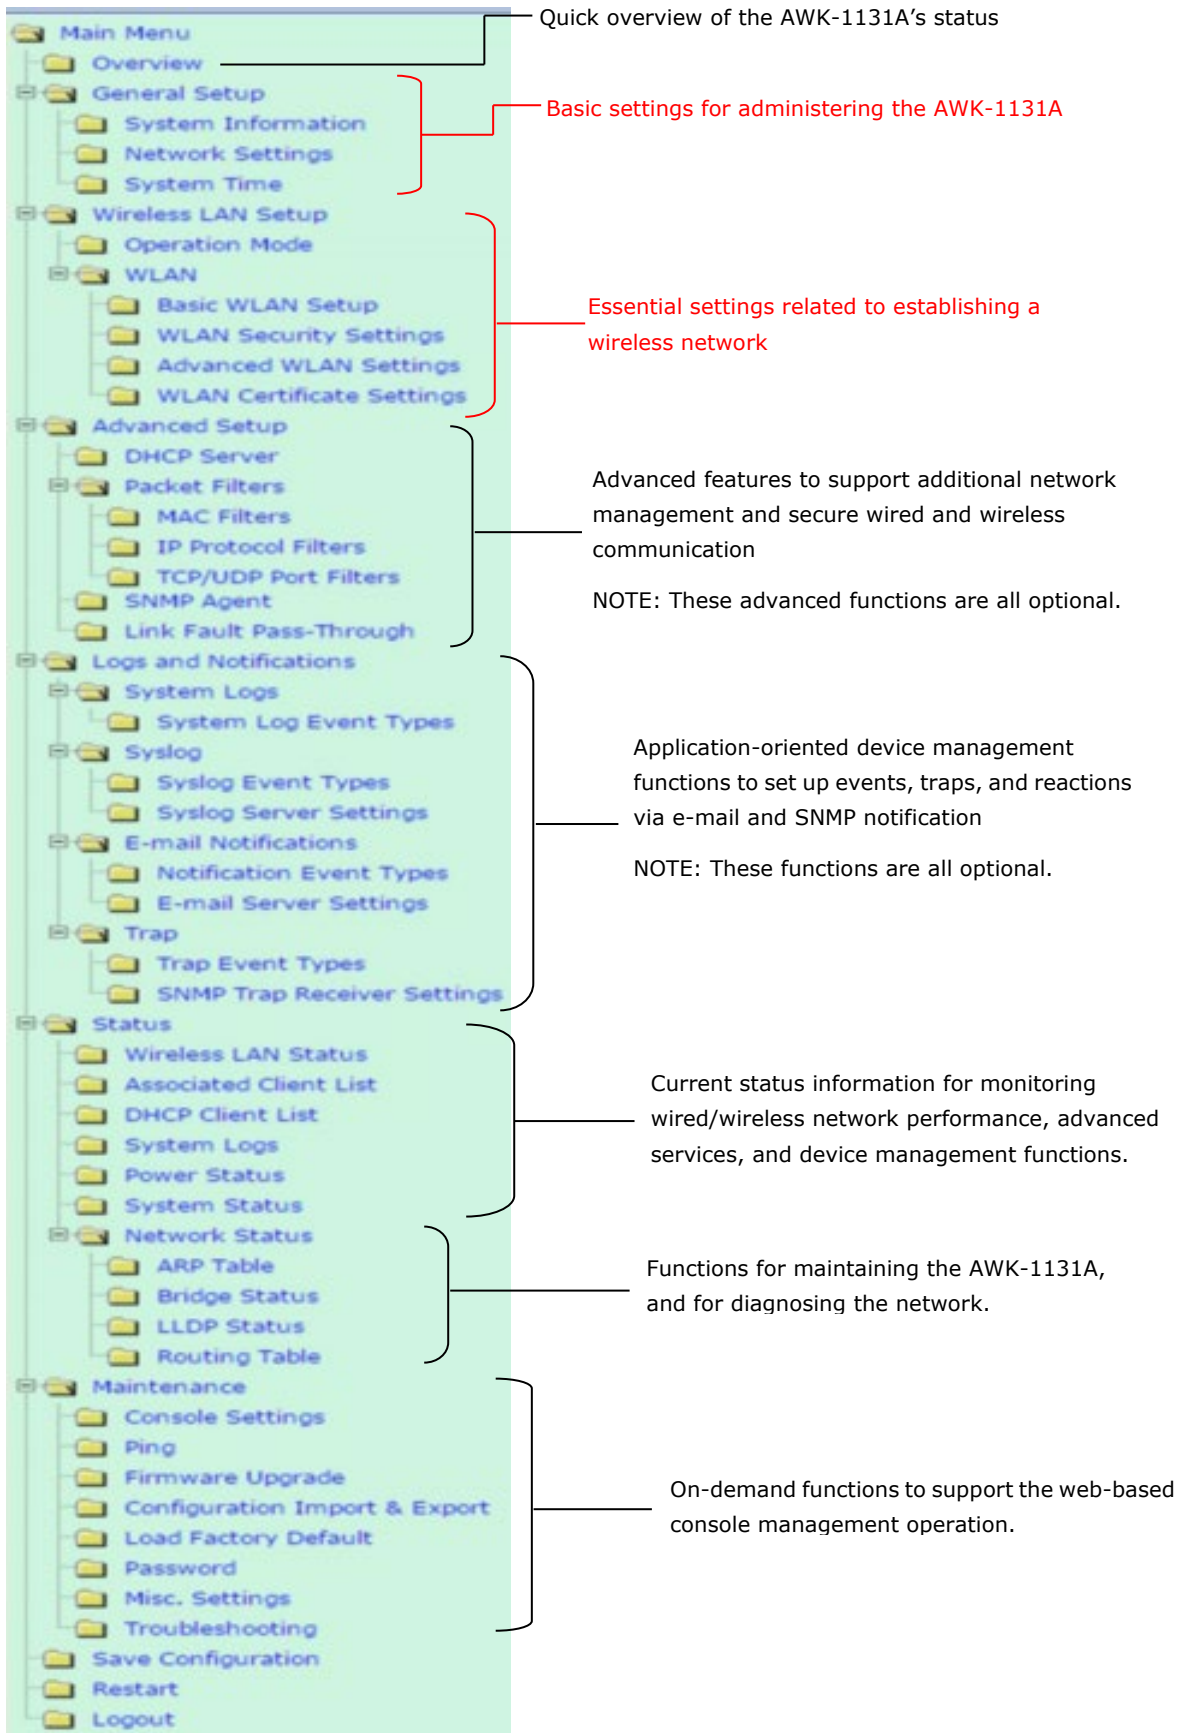 Main Menu
Overview
General Setup
System Information
Network Settings
System Time
Wireless LAN Setup
Operation Mode
WLAN
Basic WLAN Setup
WLAN Security Settings
Advanced WLAN Settings
WLAN Certificate Settings
Advanced Setup
DHCP Server
Packet Filters
MAC Filters
IP Protocol Filters
TCP/UDP Port Filters
SNMP Agent
Link Fault Pass-Through
Logs and Notifications
System Logs
System Log Event Types
Syslog
Syslog Event Types
Syslog Server Settings
E-mail Notifications
Notification Event Types
E-mail Server Settings
Trap
Trap Event Types
SNMP Trap Receiver Settings
Status
Wireless LAN Status
Associated Client List
DHCP Client List
System Logs
Power Status
System Status
Network Status
ARP Table
Bridge Status
LLDP Status
Routing Table
Maintenance
Console Settings
Ping
Firmware Upgrade
Configuration Import & Export
Load Factory Default
Password
Misc. Settings
Troubleshooting
Save Configuration
Restart
Logout
Quick overview of the AWK-1131A's status
Basic settings for administering the AWK-1131A
Essential settings related to establishing a
wireless network
Advanced features to support additional network
management and secure wired and wireless
communication
NOTE: These advanced functions are all optional.
Application-oriented device management
functions to set up events, traps, and reactions
via e-mail and SNMP notification
NOTE: These functions are all optional.
Current status information for monitoring
wired/wireless network performance, advanced
services, and device management functions.
Functions for maintaining the AWK-1131A,
and for diagnosing the network.
On-demand functions to support the web-based
console management operation.